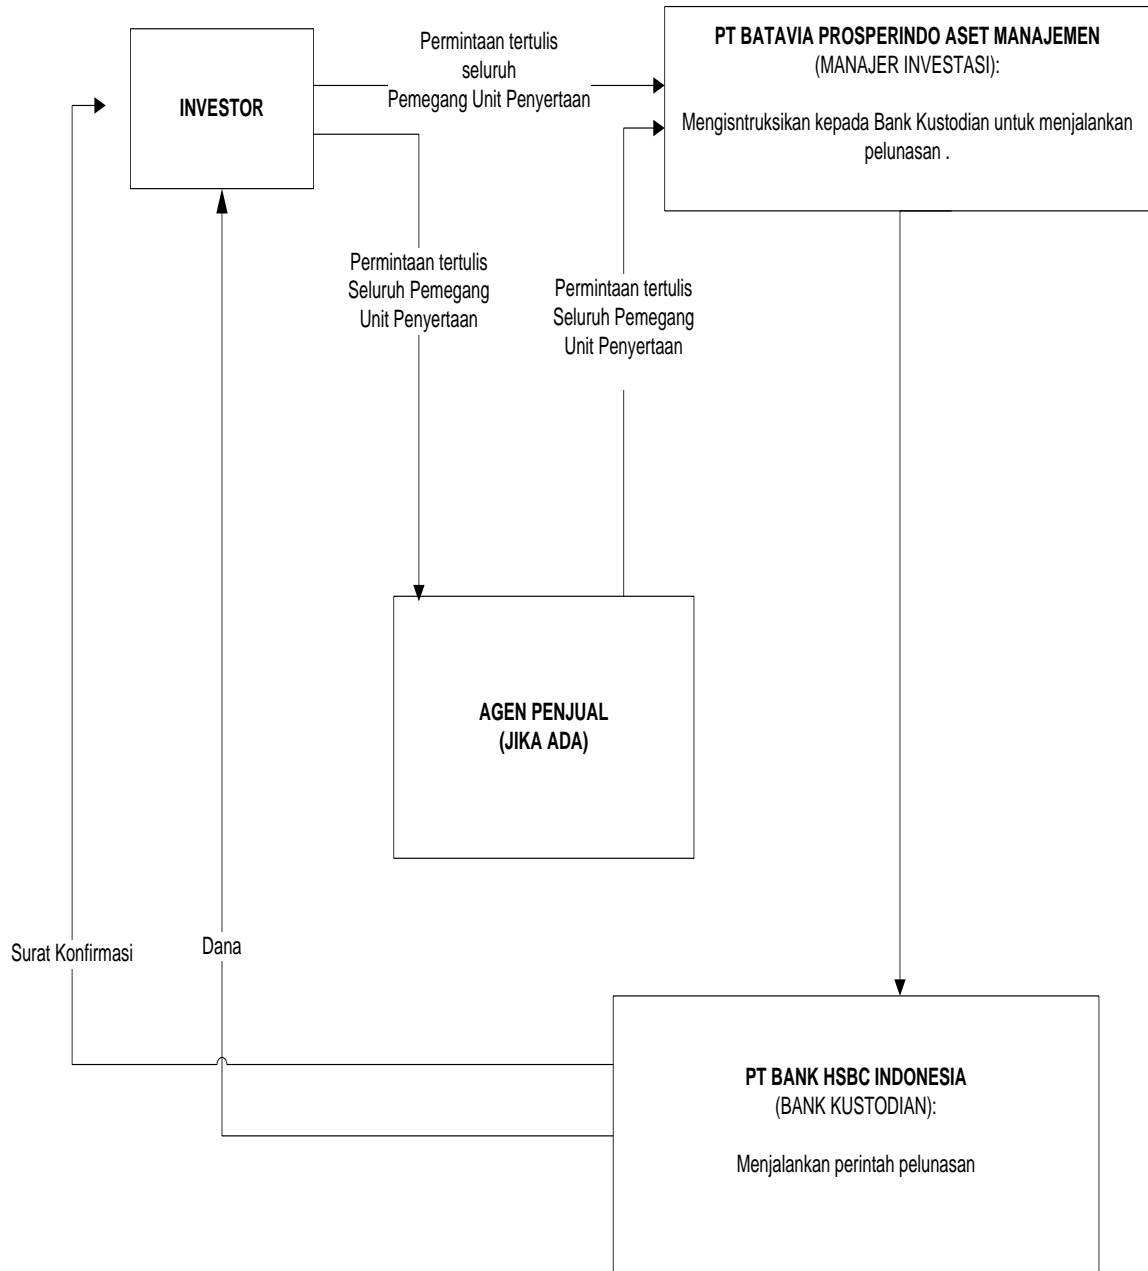 INVESTOR
Permintaan tertulis
seluruh
Pemegang Unit Penyertaan
PT BATAVIA PROSPERINDO ASET MANAJEMEN
(MANAJER INVESTASI):
Mengisntruksikan kepada Bank Kustodian untuk menjalankan
pelunasan .
Permintaan tertulis
Seluruh Pemegang
Unit Penyertaan
Permintaan tertulis
Seluruh Pemegang
Unit Penyertaan
AGEN PENJUAL
(JIKA ADA)
Surat Konfirmasi
Dana
PT BANK HSBC INDONESIA
(BANK KUSTODIAN):
Menjalankan perintah pelunasan